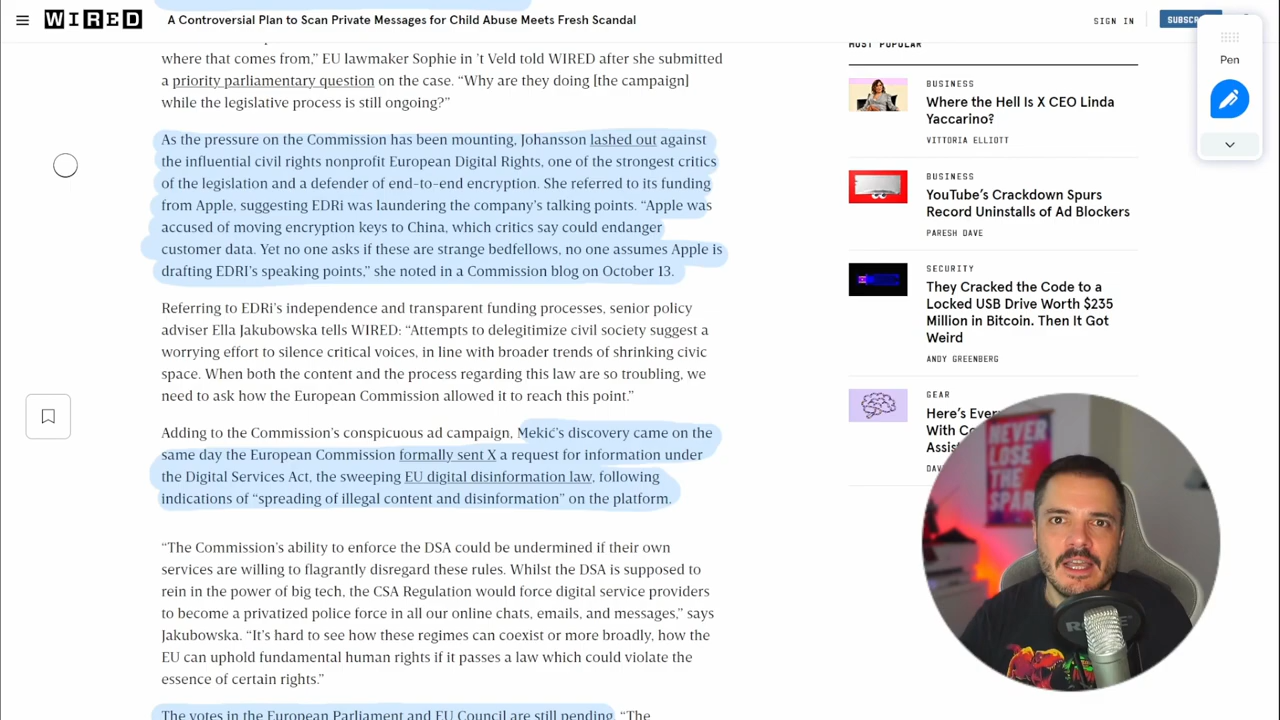 WIRED
A Controversial Plan to Scan Private Messages for Child Abuse Meets Fresh Scandal
SIGN IN
where that comes from,” EU lawmaker Sophie in ’t Veld told WIRED after she submitted
a priority parliamentary question on the case. “Why are they doing [the campaign]
while the legislative process is still ongoing?”
As the pressure on the Commission has been mounting, Johansson lashed out against
the influential civil rights nonprofit European Digital Rights, one of the strongest critics
of the legislation and a defender of end-to-end encryption. She referred to its funding
from Apple, suggesting EDRi was laundering the company’s talking points. “Apple was
accused of moving encryption keys to China, which critics say could endanger
customer data. Yet no one asks if these are strange bedfellows, no one assumes Apple is
drafting EDRI’s speaking points,” she noted in a Commission blog on October 13.
Referring to EDRi’s independence and transparent funding processes, senior policy
adviser Ella Jakubowska tells WIRED: “Attempts to delegitimize civil society suggest a
worrying effort to silence critical voices, in line with broader trends of shrinking civic
space. When both the content and the process regarding this law are so troubling, we
need to ask how the European Commission allowed it to reach this point.”
Adding to the Commission’s conspicuous ad campaign, Mekić’s discovery came on the
same day the European Commission formally sent X a request for information under
the Digital Services Act, the sweeping EU digital disinformation law, following
indications of “spreading of illegal content and disinformation” on the platform.
“The Commission’s ability to enforce the DSA could be undermined if their own
services are willing to flagrantly disregard these rules. Whilst the DSA is supposed to
rein in the power of big tech, the CSA Regulation would force digital service providers
to become a privatized police force in all our online chats, emails, and messages,” says
Jakubowska. “It’s hard to see how these regimes can coexist or more broadly, how the
EU can uphold fundamental human rights if it passes a law which could violate the
essence of certain rights.”
The votes in the European Parliament and EU Council are still pending. “The
MOST POPULAR
BUSINESS
Where the Hell Is X CEO Linda
Yaccarino?
VITTORIA ELLIOTT
BUSINESS
YouTube’s Crackdown Spurs
Record Uninstalls of Ad Blockers
PARESH DAVE
SECURITY
They Cracked the Code to a
Locked USB Drive Worth $235
Million in Bitcoin. Then It Got
Weird
ANDY GREENBERG
GEAR
Pen
NEVER
LOSE
THE